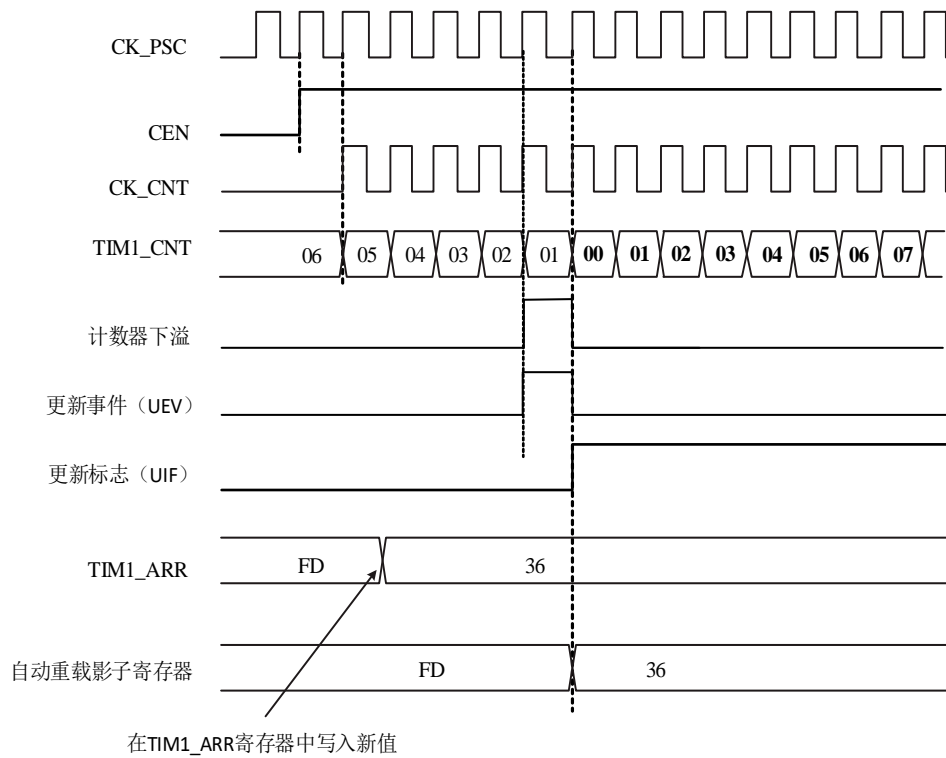 CK_PSC
CEN
CK_CNT
TIM1_CNT 06 05 04 03 02 01 00 01 02 03 04 05 06 07
计数器下溢
更新事件（UEV）
更新标志（UIF）
TIM1_ARR FD 36
自动重载影子寄存器 FD 36
在TIM1_ARR寄存器中写入新值